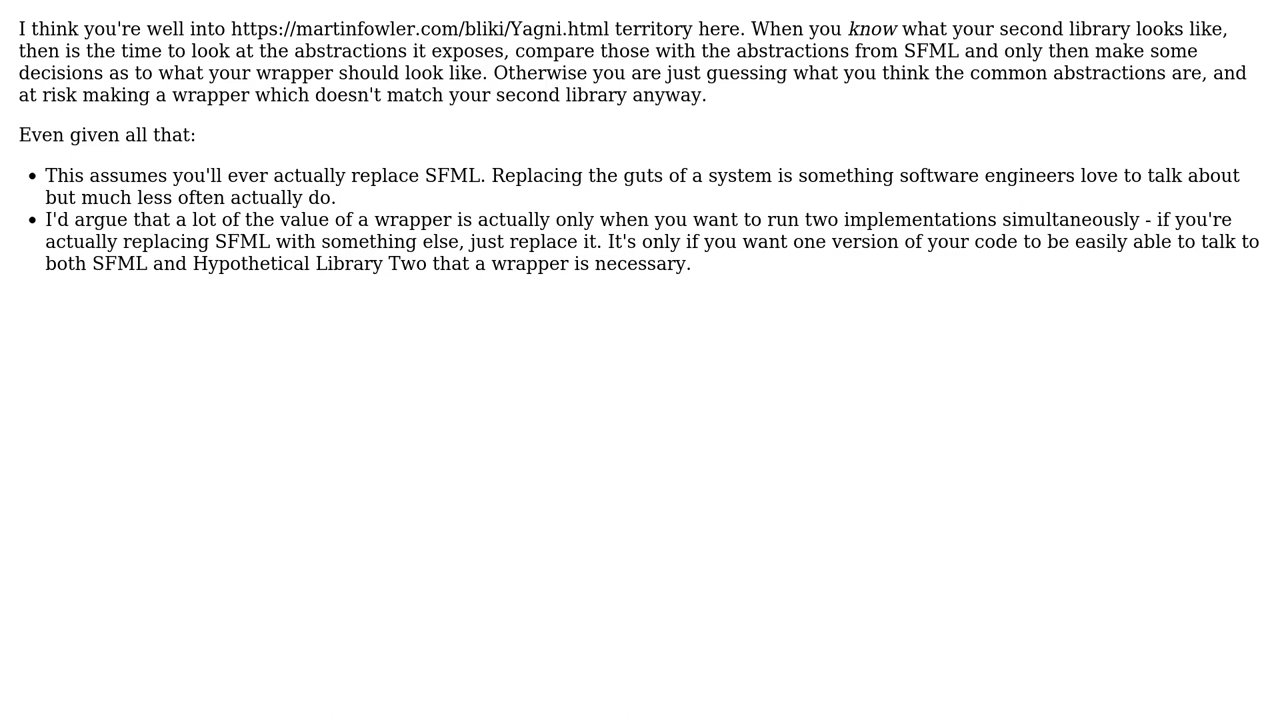 I think you're well into https://martinfowler.com/bliki/Yagni.html territory here. When you know what your second library looks like,
then is the time to look at the abstractions it exposes, compare those with the abstractions from SFML and only then make some
decisions as to what your wrapper should look like. Otherwise you are just guessing what you think the common abstractions are, and
at risk making a wrapper which doesn't match your second library anyway.
Even given all that:
• This assumes you'll ever actually replace SFML. Replacing the guts of a system is something software engineers love to talk about
but much less often actually do.
• I'd argue that a lot of the value of a wrapper is actually only when you want to run two implementations simultaneously - if you're
actually replacing SFML with something else, just replace it. It's only if you want one version of your code to be easily able to talk to
both SFML and Hypothetical Library Two that a wrapper is necessary.